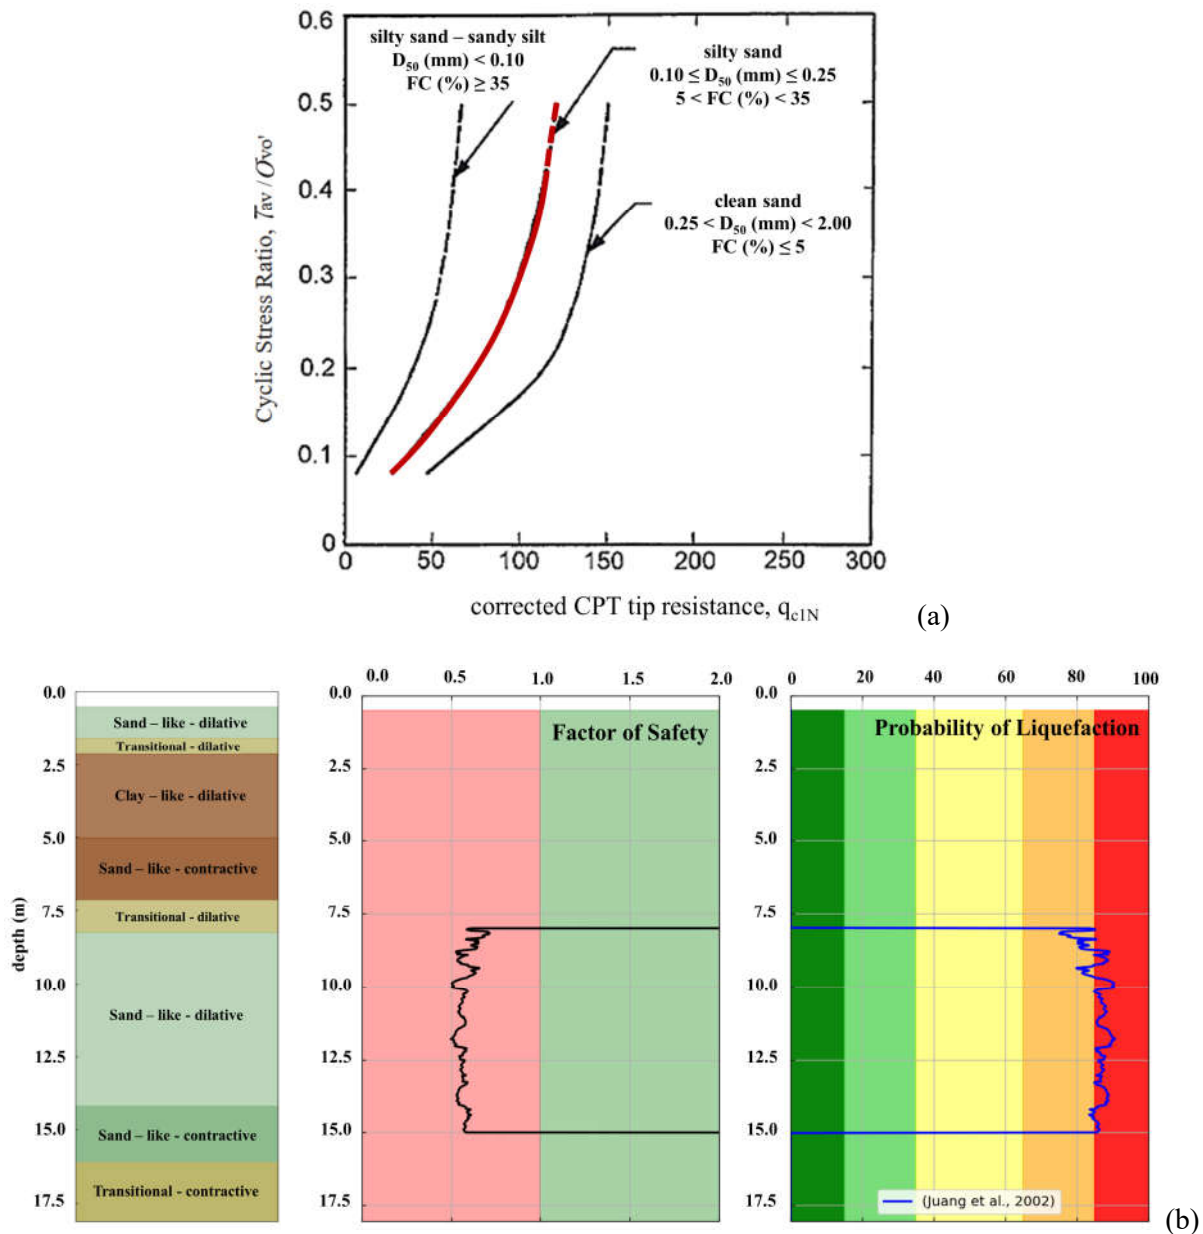 0.6
silty sand – sandy silt
D₅₀ (mm) < 0.10
FC (%) ≥ 35
silty sand
0.10 ≤ D₅₀ (mm) ≤ 0.25
5 < FC (%) < 35
clean sand
0.25 < D₅₀ (mm) < 2.00
FC (%) ≤ 5
0.5
0.4
0.3
0.2
0.1
0
Cyclic Stress Ratio, τav / σvo'
0 50 100 150 200 250 300
corrected CPT tip resistance, qc1N
(a)
depth (m)
0.0
2.5
5.0
7.5
10.0
12.5
15.0
17.5
Sand – like - dilative
Transitional - dilative
Clay – like - dilative
Sand – like - contractive
Transitional - dilative
Sand – like - dilative
Sand – like - contractive
Transitional - contractive
0.0 0.5 1.0 1.5 2.0
Factor of Safety
0.0
2.5
5.0
7.5
10.0
12.5
15.0
17.5
0 20 40 60 80 100
Probability of Liquefaction
0.0
2.5
5.0
7.5
10.0
12.5
15.0
17.5
(Juang et al., 2002)
(b)